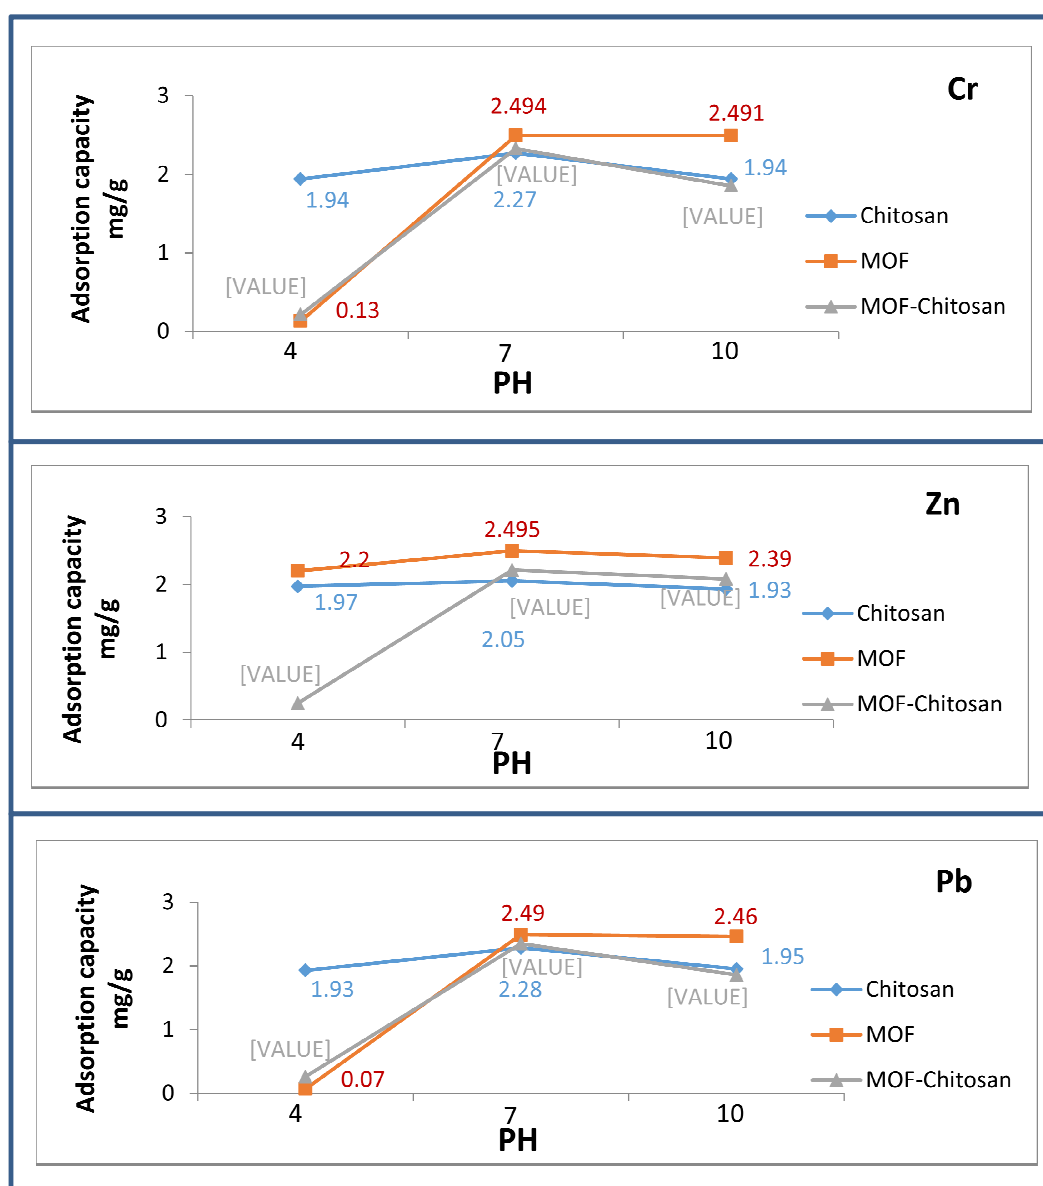 Cr
Adsorption capacity
mg/g
3
2
1
0
2.494
2.491
1.94
[VALUE]
1.94
2.27
[VALUE]
[VALUE]
0.13
4
7
10
PH
Chitosan
MOF
MOF-Chitosan
Zn
Adsorption capacity
mg/g
3
2
1
0
2.495
2.2
2.39
1.97
[VALUE]
[VALUE]
1.93
2.05
[VALUE]
4
7
10
PH
Chitosan
MOF
MOF-Chitosan
Pb
Adsorption capacity
mg/g
3
2
1
0
2.49
2.46
1.95
1.93
[VALUE]
2.28
[VALUE]
[VALUE]
0.07
4
7
10
PH
Chitosan
MOF
MOF-Chitosan